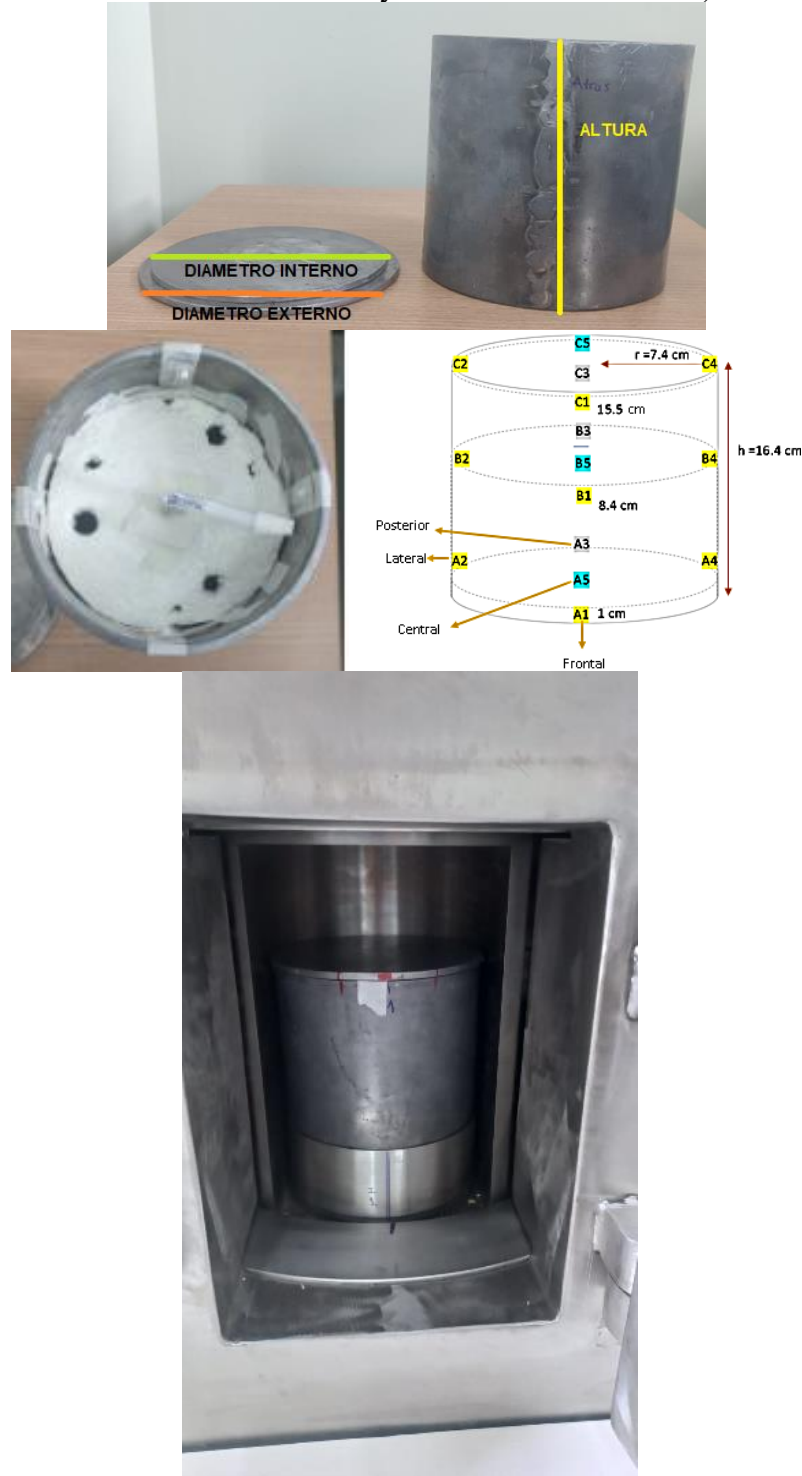 Atras
ALTURA
DIAMETRO INTERNO
DIAMETRO EXTERNO
C5
C2
r =7.4 cm
C4
C3
C1
15.5 cm
B3
h =16.4 cm
B2
B5
B4
B1
8.4 cm
Posterior
A3
Lateral
A2
A4
A5
Central
A1
1 cm
Frontal